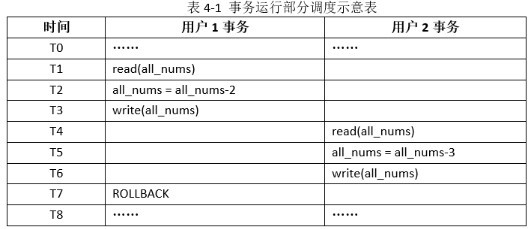 表 4-1 事务运行部分调度示意表
时间 用户 1 事务 用户 2 事务
T0 …… ……
T1 read(all_nums)
T2 all_nums = all_nums-2
T3 write(all_nums)
T4 read(all_nums)
T5 all_nums = all_nums-3
T6 write(all_nums)
T7 ROLLBACK
T8 …… ……